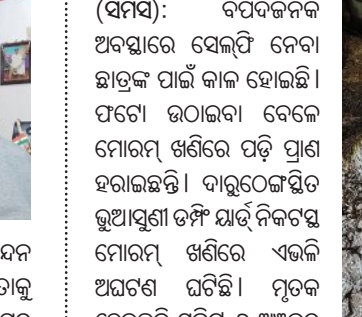 (ସମିସ): ବିପଦଜନକ
ଅବସ୍ଥାରେ ସେଲ୍‌ଫି ନେବା
ଛାତ୍ରଙ୍କ ପାଇଁ କାଳ ହୋଇଛି।
ଫଟୋ ଉଠାଇବା ବେଳେ
ମୋରମ୍ ଖଣିରେ ପଡ଼ି ପ୍ରାଣ
ହରାଇଛନ୍ତି। ଦାରୁଠେଙ୍ଗସ୍ଥିତ
ଭୁଆସୁଣୀ ଡମ୍ପିଂ ୟାର୍ଡ୍ ନିକଟସ୍ଥ
ମୋରମ୍ ଖଣିରେ ଏଭଳି
ଅଘଟଣ ଘଟିଛି। ମୃତକ